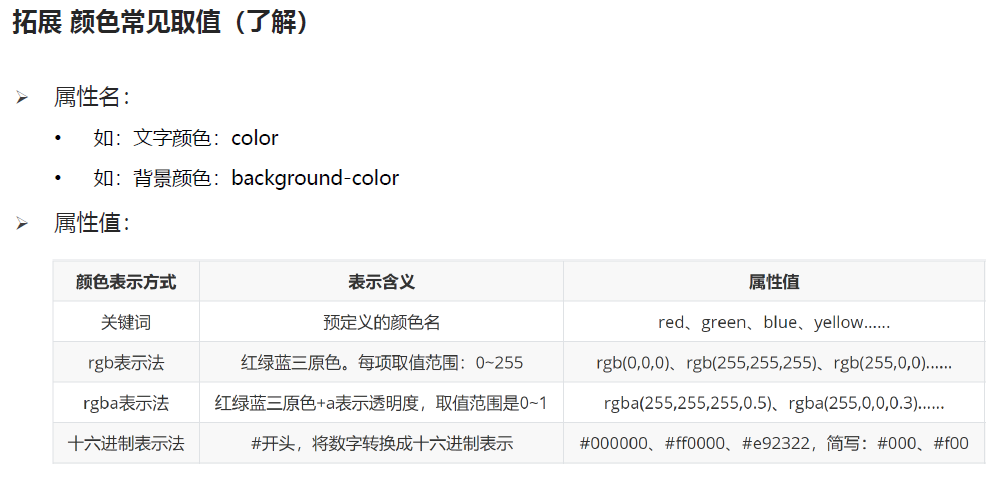 拓展 颜色常见取值（了解）
➢ 属性名：
• 如：文字颜色：color
• 如：背景颜色：background-color
➢ 属性值：
颜色表示方式 表示含义 属性值
关键词 预定义的颜色名 red、green、blue、yellow……
rgb表示法 红绿蓝三原色。每项取值范围：0~255 rgb(0,0,0)、rgb(255,255,255)、rgb(255,0,0)……
rgba表示法 红绿蓝三原色+a表示透明度，取值范围是0~1 rgba(255,255,255,0.5)、rgba(255,0,0,0.3)……
十六进制表示法 #开头，将数字转换成十六进制表示 #000000、#ff0000、#e92322，简写：#000、#f00